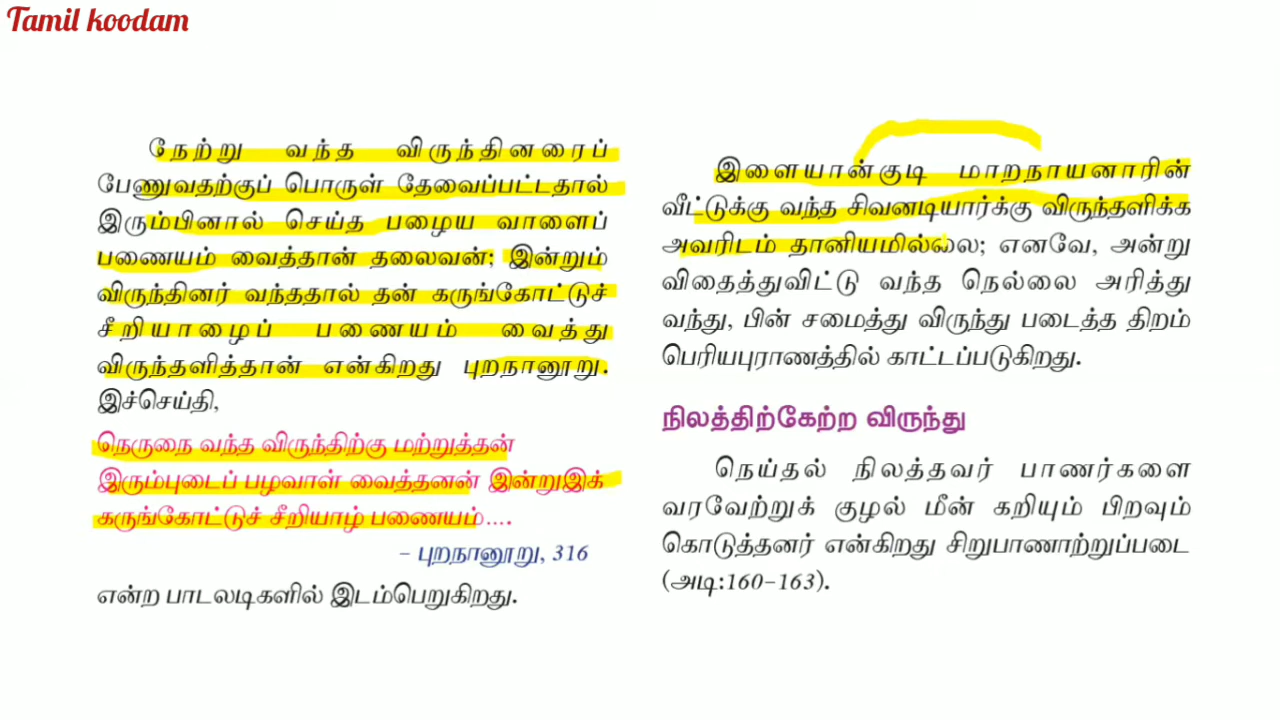 Tamil koodam
நேற்று வந்த விருந்தினரைப்
பேணுவதற்குப் பொருள் தேவைப்பட்டதால்
இரும்பினால் செய்த பழைய வாளைப்
பணையம் வைத்தான் தலைவன்; இன்றும்
விருந்தினர் வந்ததால் தன் கருங்கோட்டுச்
சீறியாழைப் பணையம் வைத்து
விருந்தளித்தான் என்கிறது புறநானூறு.
இச்செய்தி,
நெருநை வந்த விருந்திற்கு மற்றுத்தன்
இரும்புடைப் பழவாள் வைத்தனன் இன்றுஇக்
கருங்கோட்டுச் சீறியாழ் பணையம்….
– புறநானூறு, 316
என்ற பாடலடிகளில் இடம்பெறுகிறது.
இளையான்குடி மாறநாயனாரின்
வீட்டுக்கு வந்த சிவனடியார்க்கு விருந்தளிக்க
அவரிடம் தானியமில்லை; எனவே, அன்று
விதைத்துவிட்டு வந்த நெல்லை அரித்து
வந்து, பின் சமைத்து விருந்து படைத்த திறம்
பெரியபுராணத்தில் காட்டப்படுகிறது.
நிலத்திற்கேற்ற விருந்து
நெய்தல் நிலத்தவர் பாணர்களை
வரவேற்றுக் குழல் மீன் கறியும் பிறவும்
கொடுத்தனர் என்கிறது சிறுபாணாற்றுப்படை
(அடி:160–163).